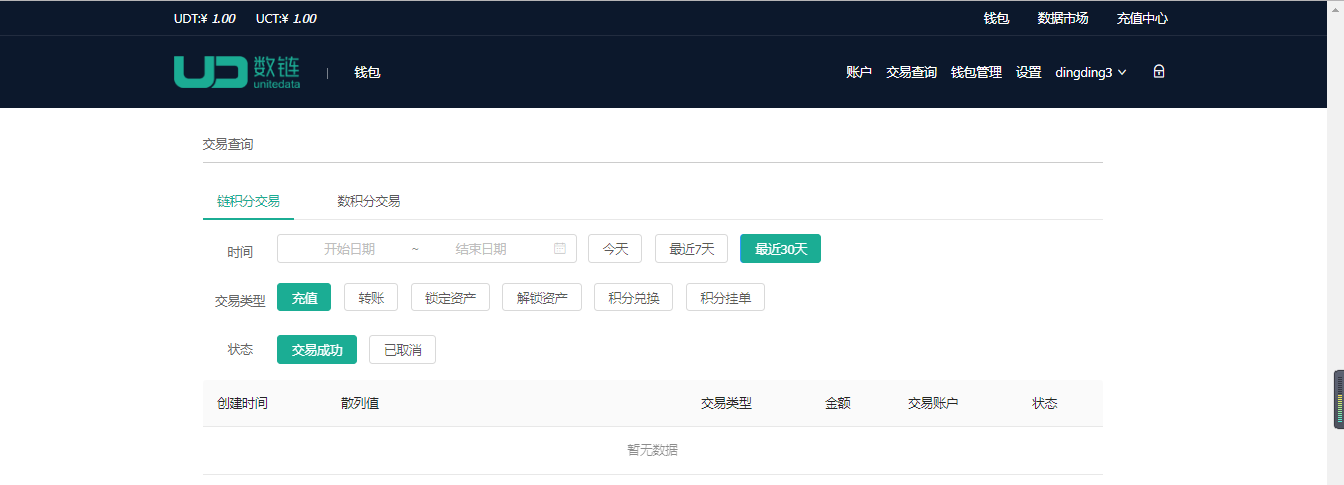 UDT:¥ 1.00 UCT:¥ 1.00 钱包 数据市场 充值中心
UD 数链 unitedata | 钱包 账户 交易查询 钱包管理 设置 dingding3
交易查询
链积分交易 数积分交易
时间 开始日期 ~ 结束日期 今天 最近7天 最近30天
交易类型 充值 转账 锁定资产 解锁资产 积分兑换 积分挂单
状态 交易成功 已取消
创建时间 散列值 交易类型 金额 交易账户 状态
暂无数据